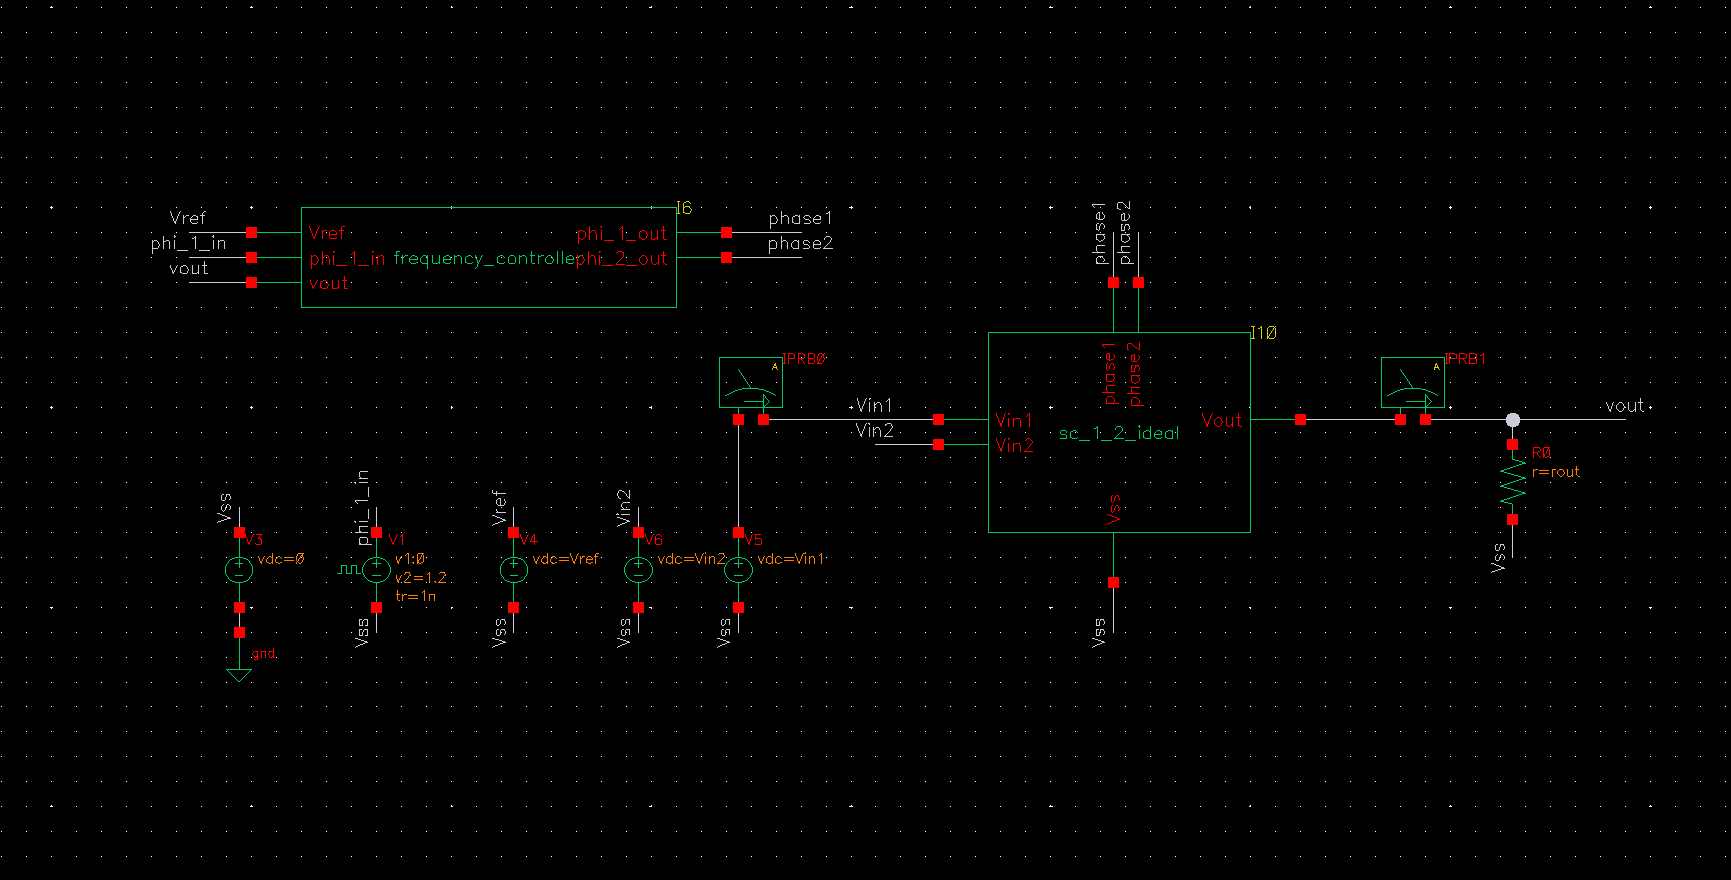 I6
Vref
phi_1_in
vout
Vref
phi_1_in
vout
frequency_controller
phi_1_out
phi_2_out
phase1
phase2
phase1
phase2
I10
phase1
phase2
Vin1
Vin2
Vin1
Vin2
sc_1_2_ideal
Vout
Vss
Vss
A
IPRB0
A
IPRB1
vout
R0
r=rout
Vss
Vss
V3
vdc=0
gnd
phi_1_in
V1
v1:0
v2=1.2
tr=1n
Vss
Vref
V4
vdc=Vref
Vss
Vin2
V6
vdc=Vin2
Vss
V5
vdc=Vin1
Vss